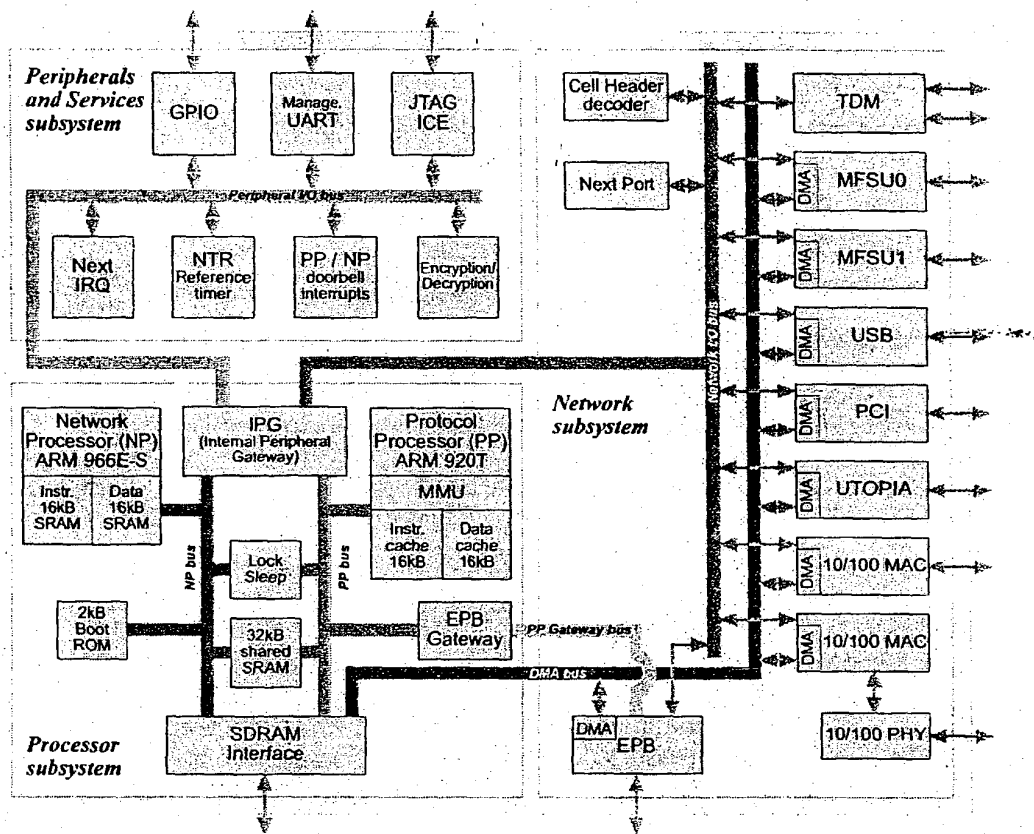 Peripherals
and Services
subsystem
GPIO
Manage.
UART
JTAG
ICE
Peripheral I/O bus
Next
IRQ
NTR
Reference
timer
PP / NP
doorbell
interrupts
Encryption/
Decryption
Cell Header
decoder
Next Port
TDM
DMA
MFSU0
DMA
MFSU1
DMA
USB
DMA
PCI
DMA
UTOPIA
DMA
10/100 MAC
DMA
10/100 MAC
10/100 PHY
Network I/O bus
Network
subsystem
Network
Processor (NP)
ARM 966E-S
Instr.
16kB
SRAM
Data
16kB
SRAM
IPG
(Internal Peripheral
Gateway)
Protocol
Processor (PP)
ARM 920T
MMU
Instr.
cache
16kB
Data
cache
16kB
NP bus
PP bus
Lock
Sleep
2kB
Boot
ROM
32kB
shared
SRAM
EPB
Gateway
PP Gateway bus
DMA bus
SDRAM
Interface
DMA
EPB
Processor
subsystem